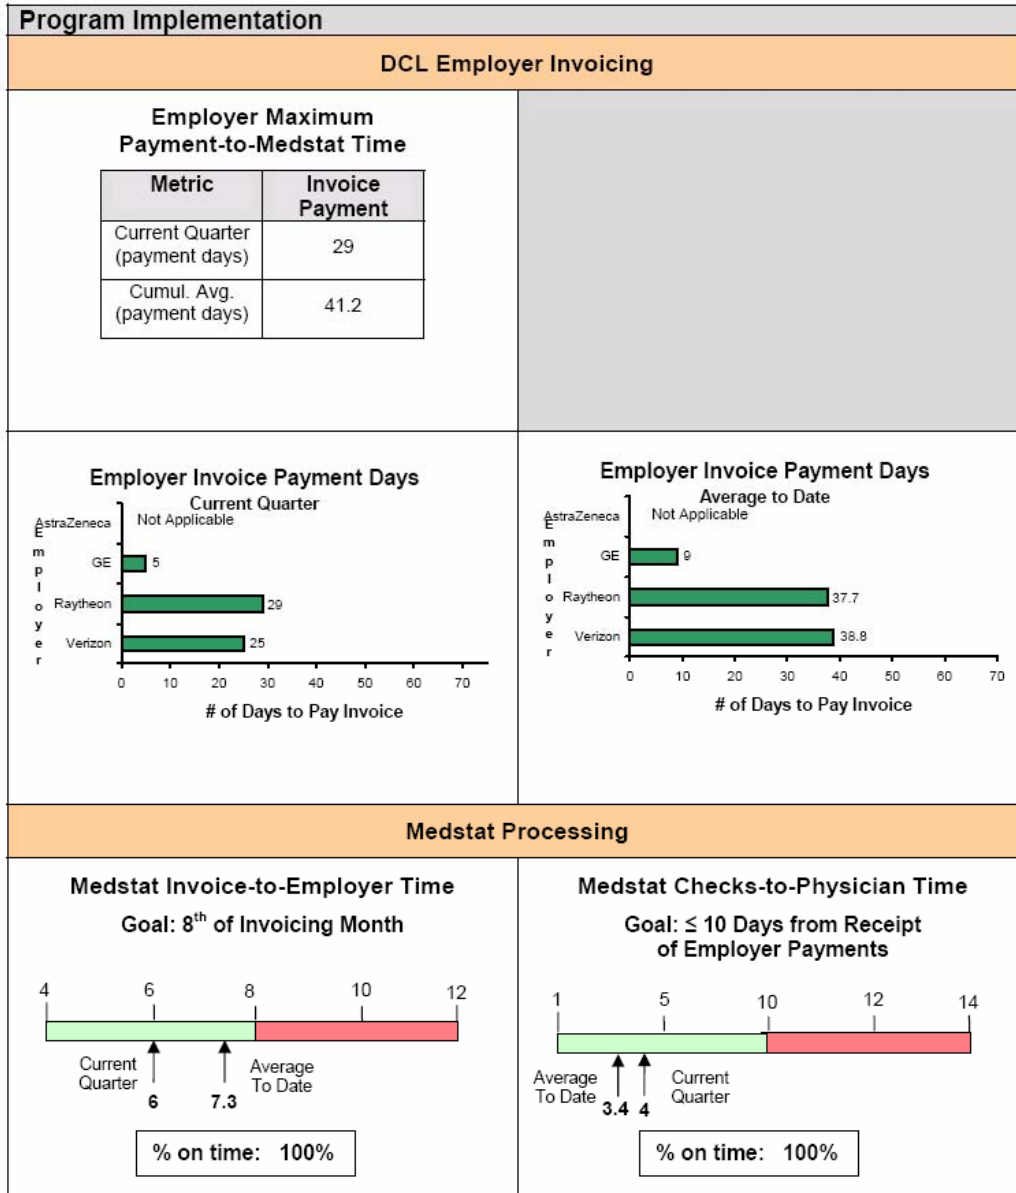 Program Implementation
DCL Employer Invoicing
Employer Maximum
Payment-to-Medstat Time
Metric Invoice
Payment
Current Quarter
(payment days) 29
Cumul. Avg.
(payment days) 41.2
Employer Invoice Payment Days
Current Quarter
AstraZeneca Not Applicable
GE 5
Raytheon 29
Verizon 25
Employer
0 10 20 30 40 50 60 70
# of Days to Pay Invoice
Employer Invoice Payment Days
Average to Date
AstraZeneca Not Applicable
GE 9
Raytheon 37.7
Verizon 38.8
Employer
0 10 20 30 40 50 60 70
# of Days to Pay Invoice
Medstat Processing
Medstat Invoice-to-Employer Time
Goal: 8th of Invoicing Month
4 6 8 10 12
Current
Quarter
6
7.3
Average
To Date
% on time: 100%
Medstat Checks-to-Physician Time
Goal: ≤ 10 Days from Receipt
of Employer Payments
1 5 10 12 14
Average
To Date
3.4 4
Current
Quarter
% on time: 100%